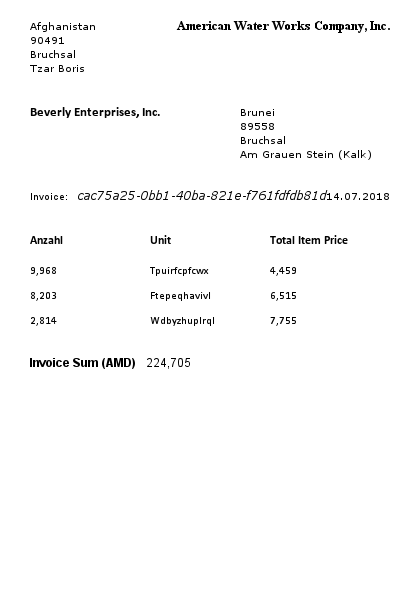 Afghanistan
90491
Bruchsal
Tzar Boris
American Water Works Company, Inc.
Beverly Enterprises, Inc.
Brunei
89558
Bruchsal
Am Grauen Stein (Kalk)
Invoice: cac75a25-0bb1-40ba-821e-f761fdfdb81d 14.07.2018
Anzahl Unit Total Item Price
9,968 Tpuirfcpfcwx 4,459
8,203 Ftepeqhavivl 6,515
2,814 Wdbyzhuplrql 7,755
Invoice Sum (AMD) 224,705